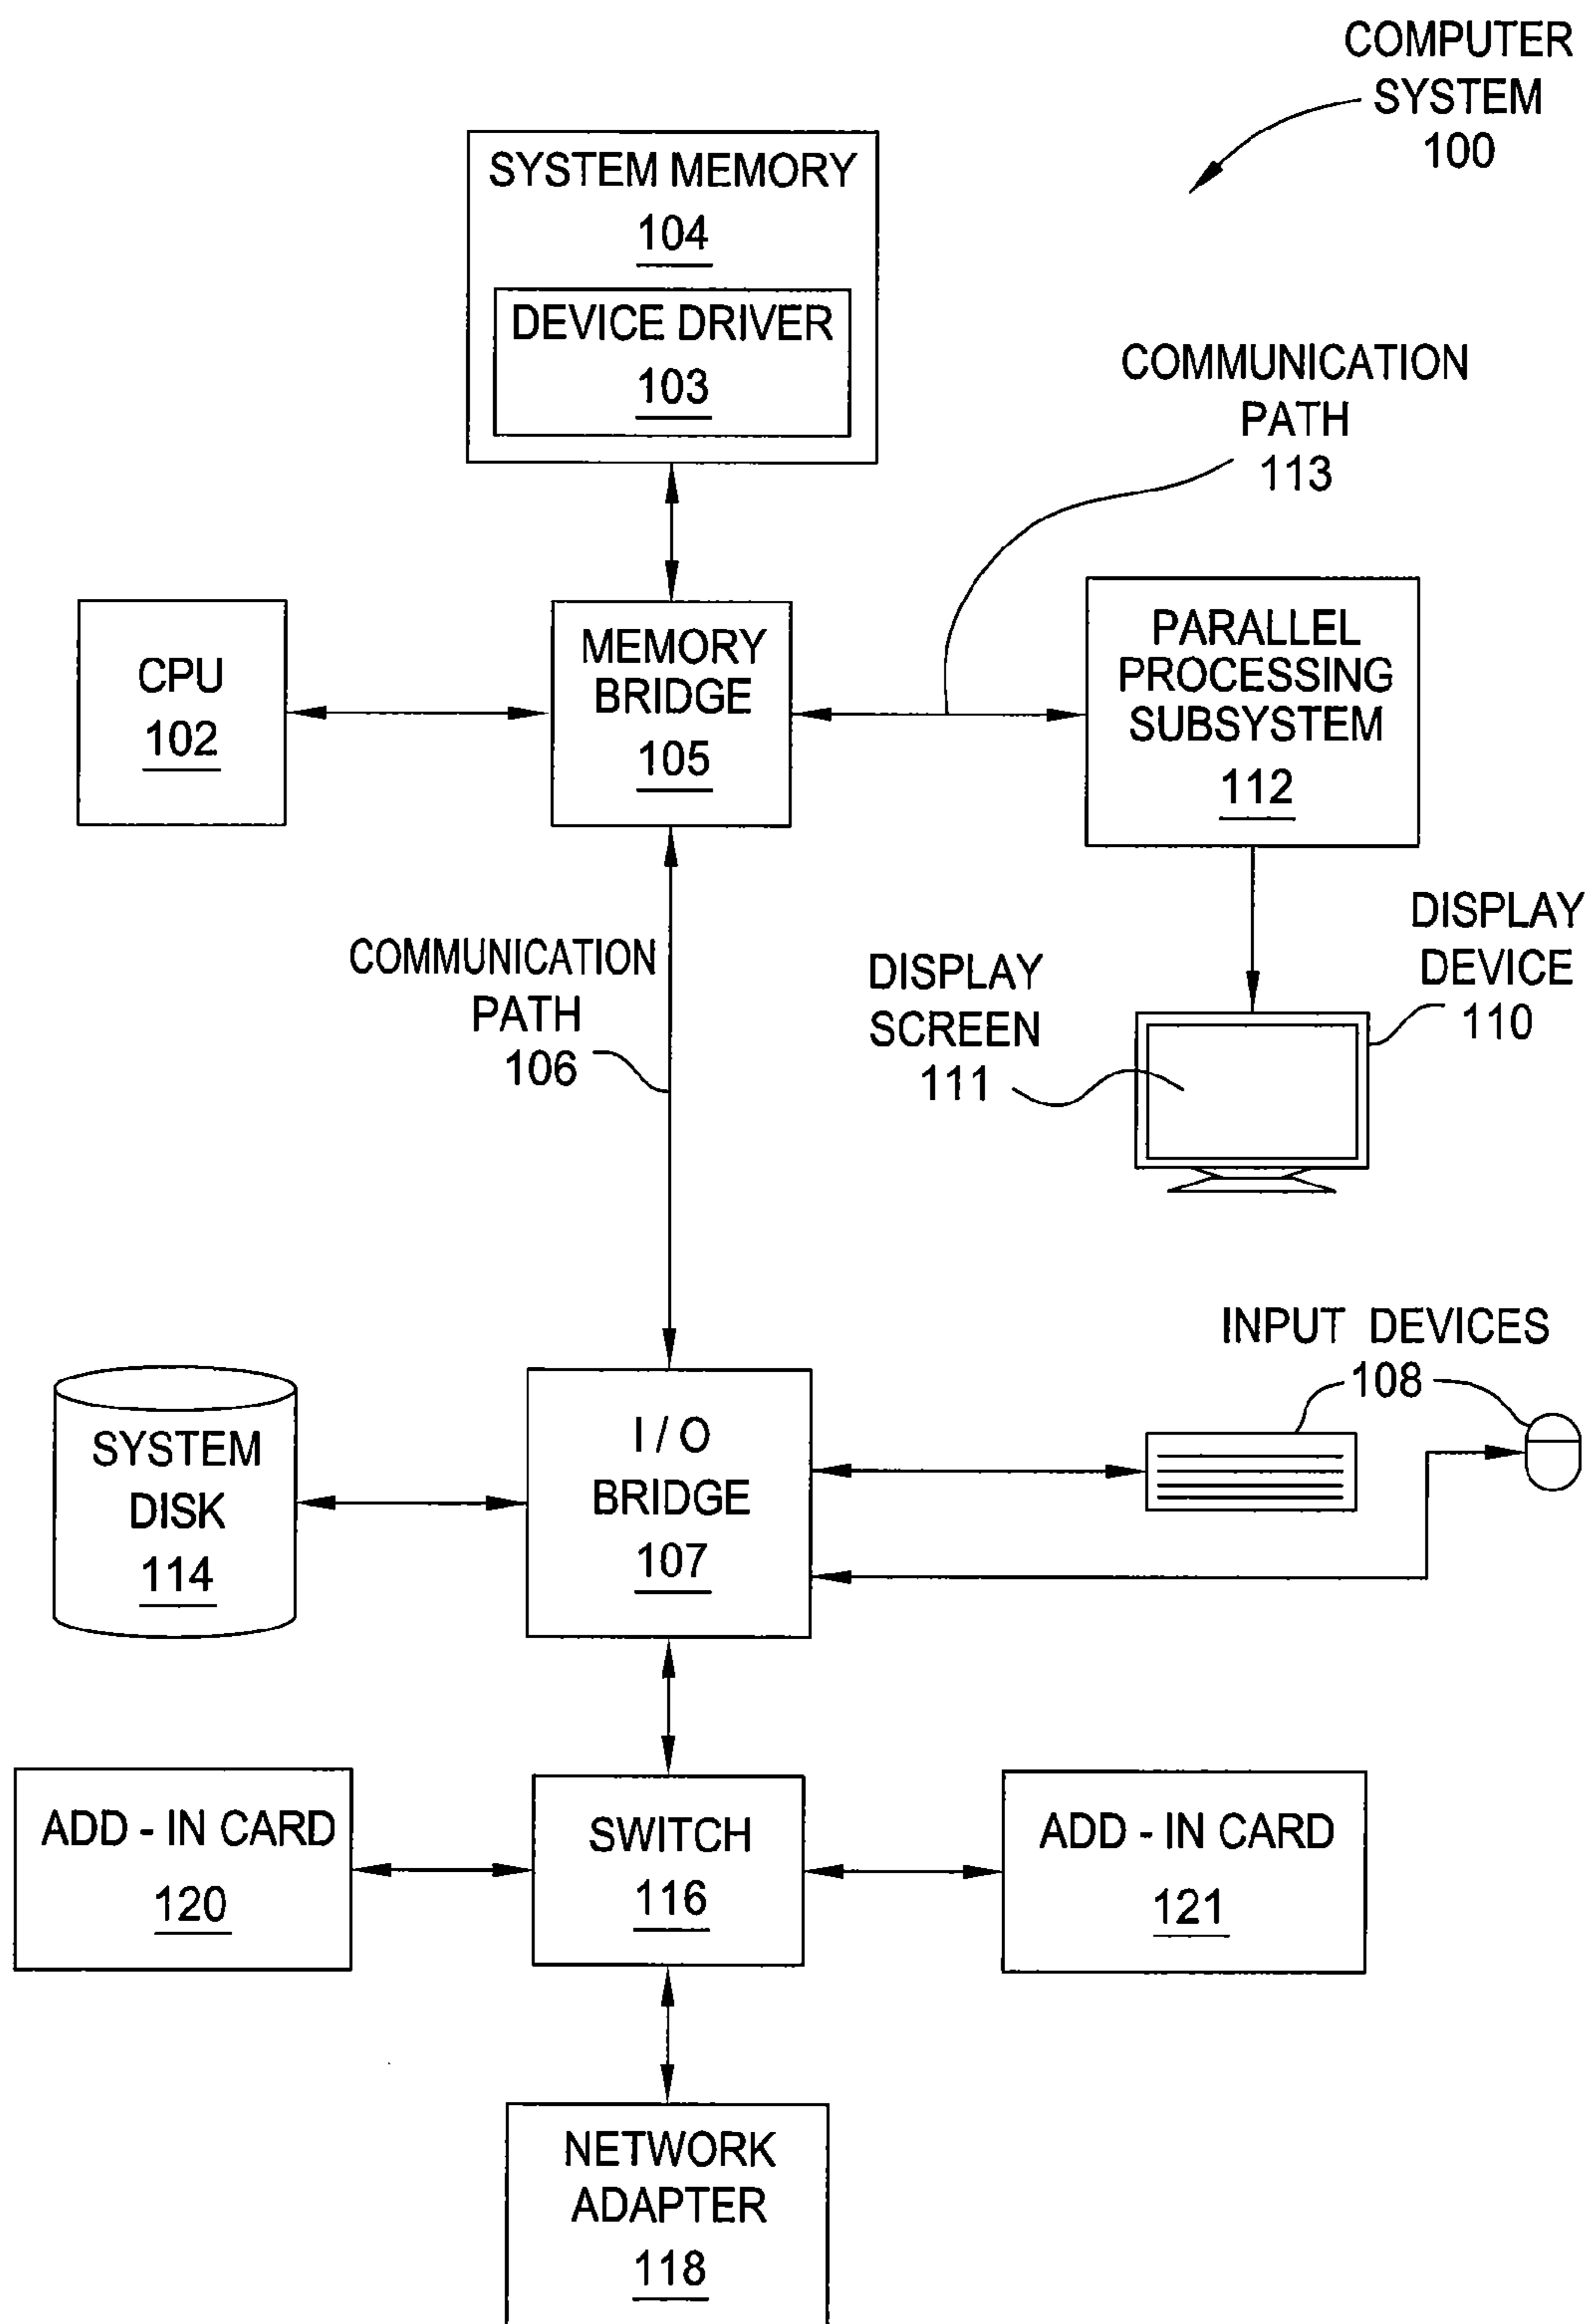 COMPUTER
SYSTEM
100
SYSTEM MEMORY
104
DEVICE DRIVER
103
COMMUNICATION
PATH
113
CPU
102
MEMORY
BRIDGE
105
PARALLEL
PROCESSING
SUBSYSTEM
112
COMMUNICATION
PATH
106
DISPLAY
SCREEN
111
DISPLAY
DEVICE
110
INPUT DEVICES
108
SYSTEM
DISK
114
I / O
BRIDGE
107
ADD - IN CARD
120
SWITCH
116
ADD - IN CARD
121
NETWORK
ADAPTER
118